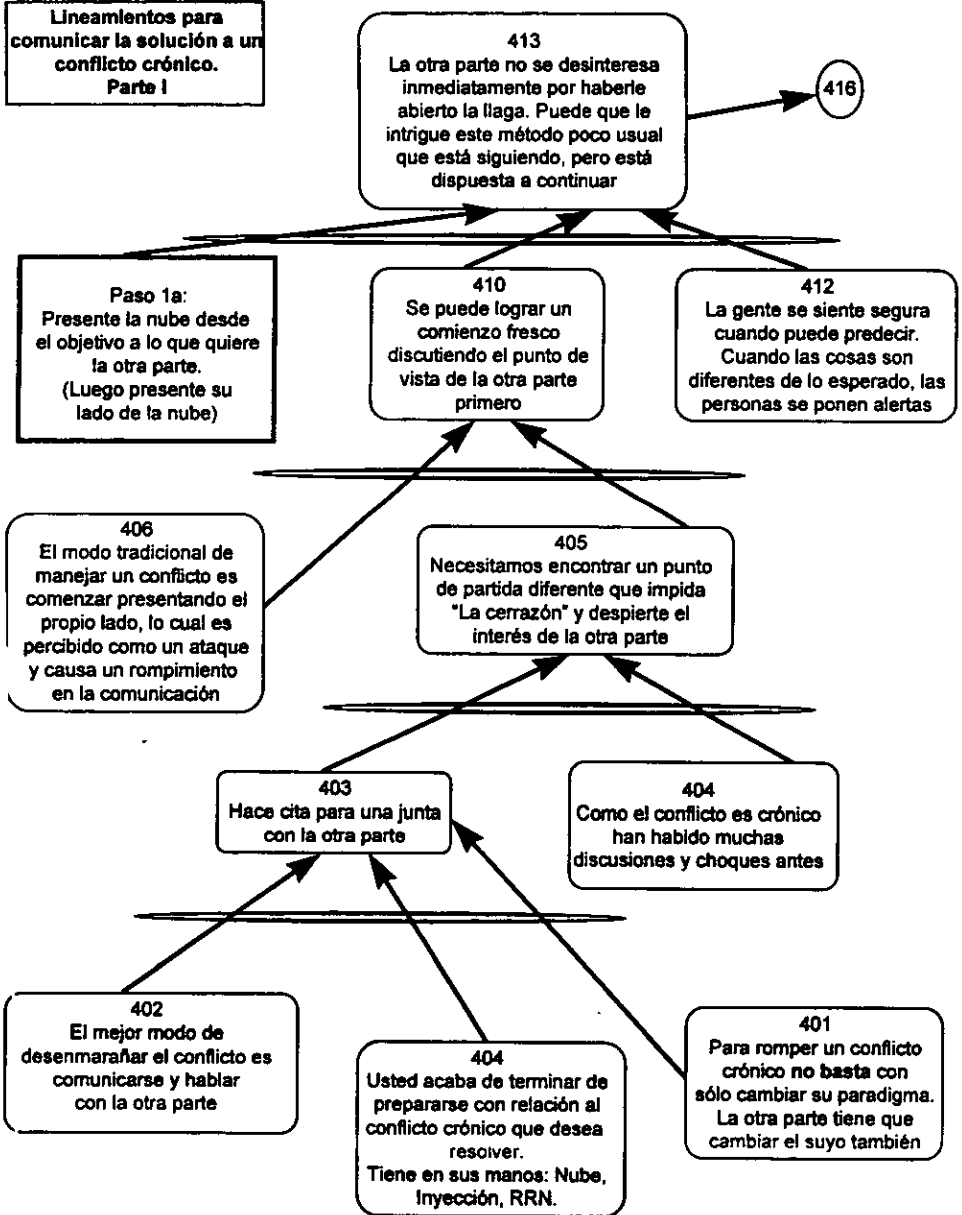 Lineamientos para
comunicar la solución a un
conflicto crónico.
Parte I
413
La otra parte no se desinteresa
inmediatamente por haberle
abierto la llaga. Puede que le
intrigue este método poco usual
que está siguiendo, pero está
dispuesta a continuar
416
Paso 1a:
Presente la nube desde
el objetivo a lo que quiere
la otra parte.
(Luego presente su
lado de la nube)
410
Se puede lograr un
comienzo fresco
discutiendo el punto de
vista de la otra parte
primero
412
La gente se siente segura
cuando puede predecir.
Cuando las cosas son
diferentes de lo esperado, las
personas se ponen alertas
406
El modo tradicional de
manejar un conflicto es
comenzar presentando el
propio lado, lo cual es
percibido como un ataque
y causa un rompimiento
en la comunicación
405
Necesitamos encontrar un punto
de partida diferente que impida
"La cerrazón" y despierte el
interés de la otra parte
403
Hace cita para una junta
con la otra parte
404
Como el conflicto es crónico
han habido muchas
discusiones y choques antes
402
El mejor modo de
desenmarañar el conflicto es
comunicarse y hablar
con la otra parte
404
Usted acaba de terminar de
prepararse con relación al
conflicto crónico que desea
resolver.
Tiene en sus manos: Nube,
Inyección, RRN.
401
Para romper un conflicto
crónico no basta con
sólo cambiar su paradigma.
La otra parte tiene que
cambiar el suyo también